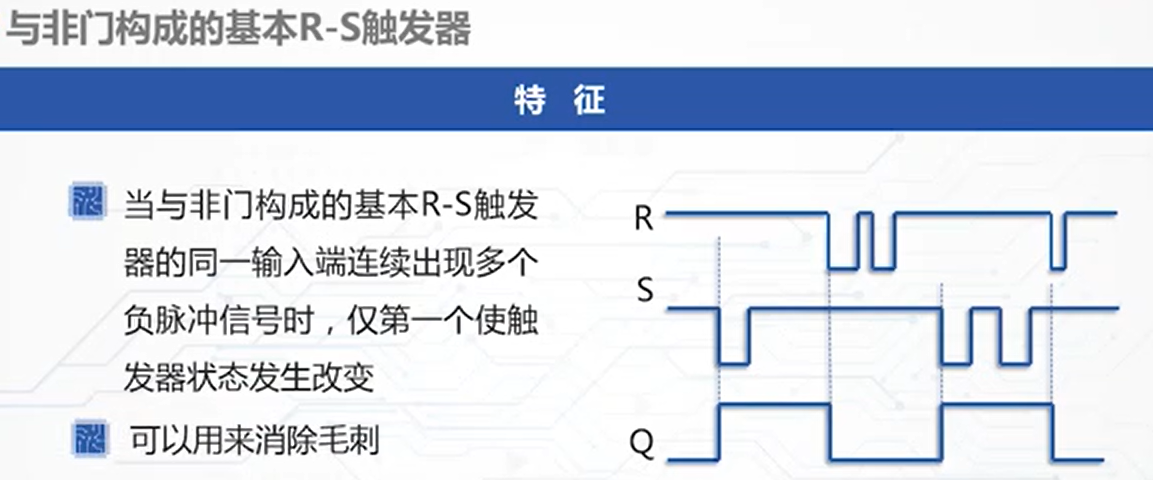 与非门构成的基本R-S触发器
特 征
当与非门构成的基本R-S触发
器的同一输入端连续出现多个
负脉冲信号时，仅第一个使触
发器状态发生改变
可以用来消除毛刺
R
S
Q